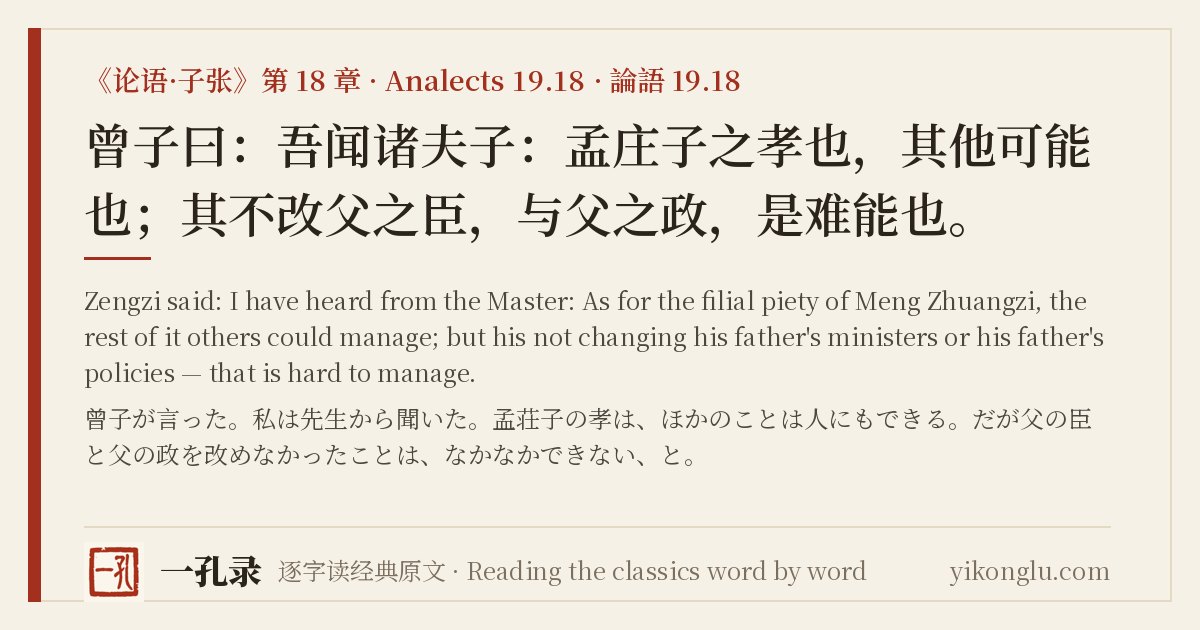 《论语·子张》第 18 章 · Analects 19.18 · 論語 19.18
曾子曰：吾闻诸夫子：孟庄子之孝也，其他可能
也；其不改父之臣，与父之政，是难能也。
Zengzi said: I have heard from the Master: As for the filial piety of Meng Zhuangzi, the
rest of it others could manage; but his not changing his father's ministers or his father's
policies — that is hard to manage.
曾子が言った。私は先生から聞いた。孟荘子の孝は、ほかのことは人にもできる。だが父の臣
と父の政を改めなかったことは、なかなかできない、と。
一孔
一孔录 逐字读经典原文 · Reading the classics word by word yikonglu.com